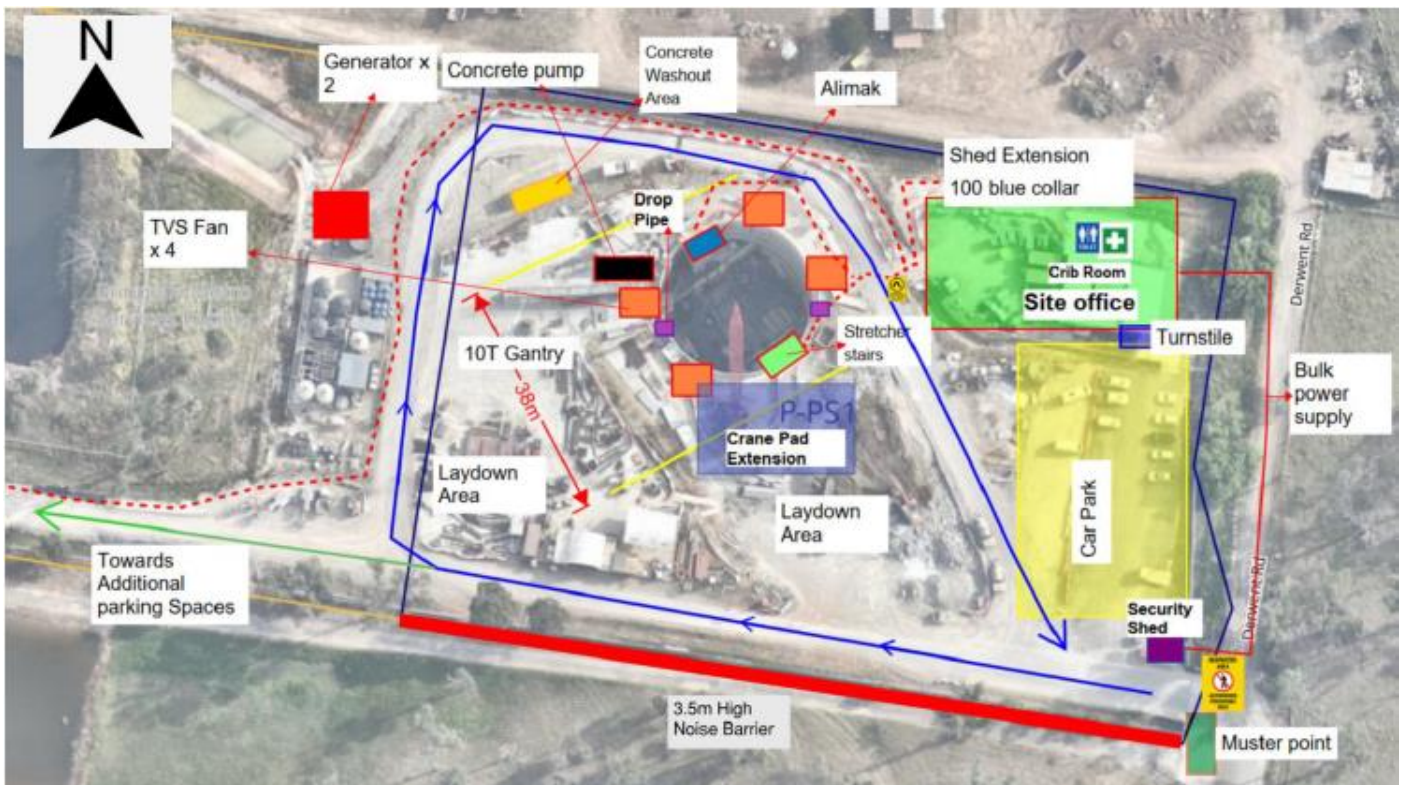 N
Generator x
2
Concrete pump
Concrete
Washout
Area
Alimak
Shed Extension
100 blue collar
TVS Fan
x 4
Drop
Pipe
Crib Room
Site office
Derwent Rd
10T Gantry
38m
Stretcher
stairs
Turnstile
Bulk
power
supply
P-PS1
Crane Pad
Extension
Laydown
Area
Laydown
Area
Car Park
Towards
Additional
parking Spaces
Security
Shed
Derwent Rd
3.5m High
Noise Barrier
Muster point